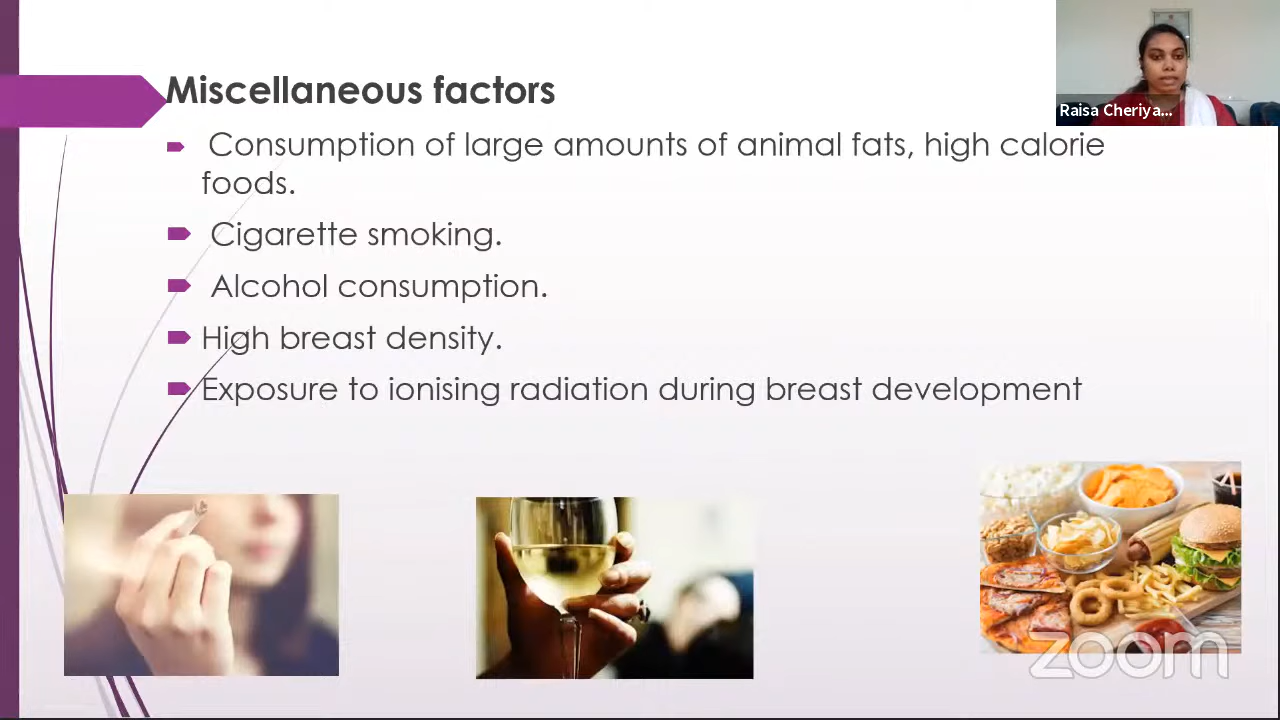 Miscellaneous factors
Consumption of large amounts of animal fats, high calorie
foods.
Cigarette smoking.
Alcohol consumption.
High breast density.
Exposure to ionising radiation during breast development
Raisa Cheriya...
zoom